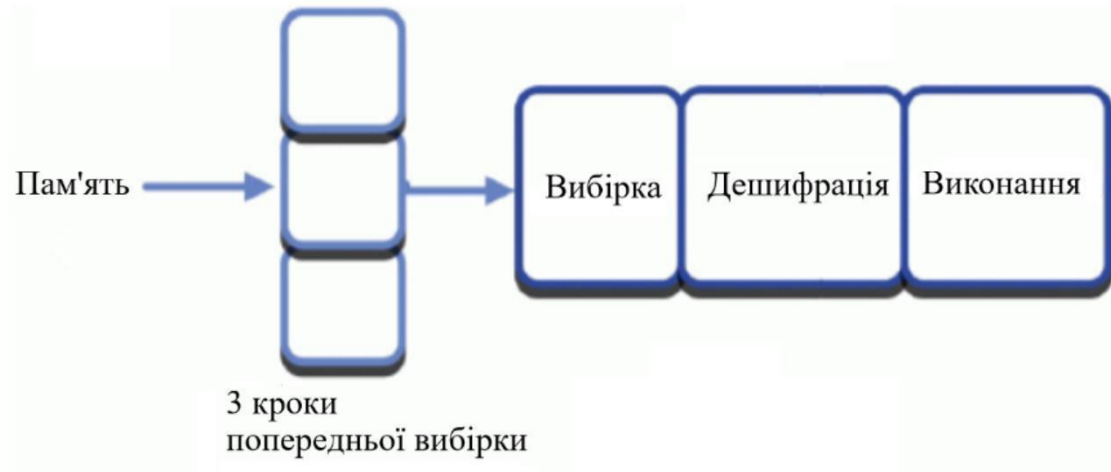 Пам'ять
Вибірка
Дешифрація
Виконання
3 кроки
попередньої вибірки